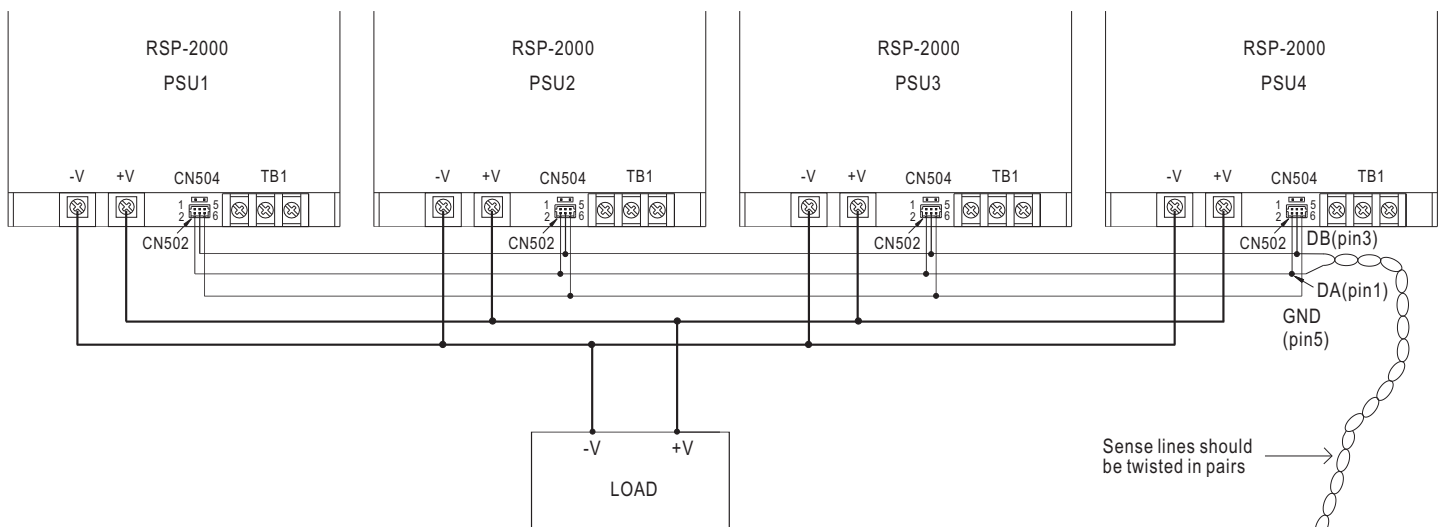 RSP-2000 RSP-2000 RSP-2000 RSP-2000
PSU1 PSU2 PSU3 PSU4
-V +V CN504 TB1 -V +V CN504 TB1 -V +V CN504 TB1 -V +V CN504 TB1
1 5 1 5 1 5 1 5
2 6 2 6 2 6 2 6
CN502 CN502 CN502 CN502 DB(pin3)
DA(pin1)
GND
(pin5)
-V +V
LOAD
Sense lines should
be twisted in pairs